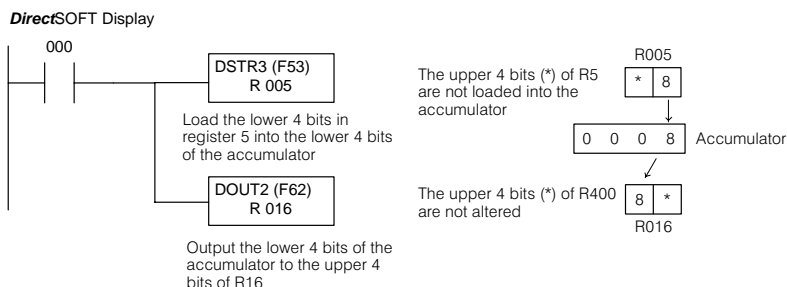 DirectSOFT Display
000
DSTR3 (F53)
R 005
Load the lower 4 bits in
register 5 into the lower 4 bits
of the accumulator
DOUT2 (F62)
R 016
Output the lower 4 bits of the
accumulator to the upper 4
bits of R16
R005
The upper 4 bits (*) of R5
are not loaded into the
accumulator
* 8
0 0 0 8 Accumulator
The upper 4 bits (*) of R400
are not altered
8 *
R016